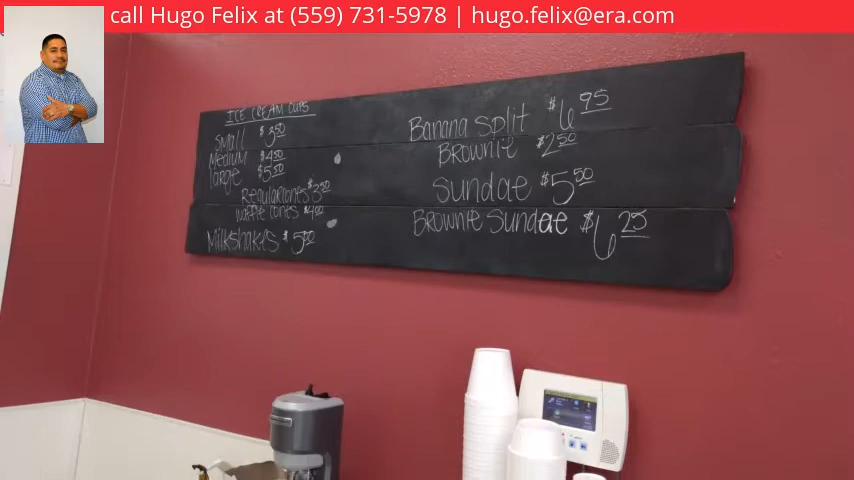 call Hugo Felix at (559) 731-5978 | hugo.felix@era.com
ICE CREAM CUPS
Small $3.50
Medium $4.50
large $5.50
Regular cones $3.50
waffle cones $4.00
Milkshakes $5.50
Banana split $6.95
Brownie $2.50
sundae $5.50
Brownie Sundae $6.25